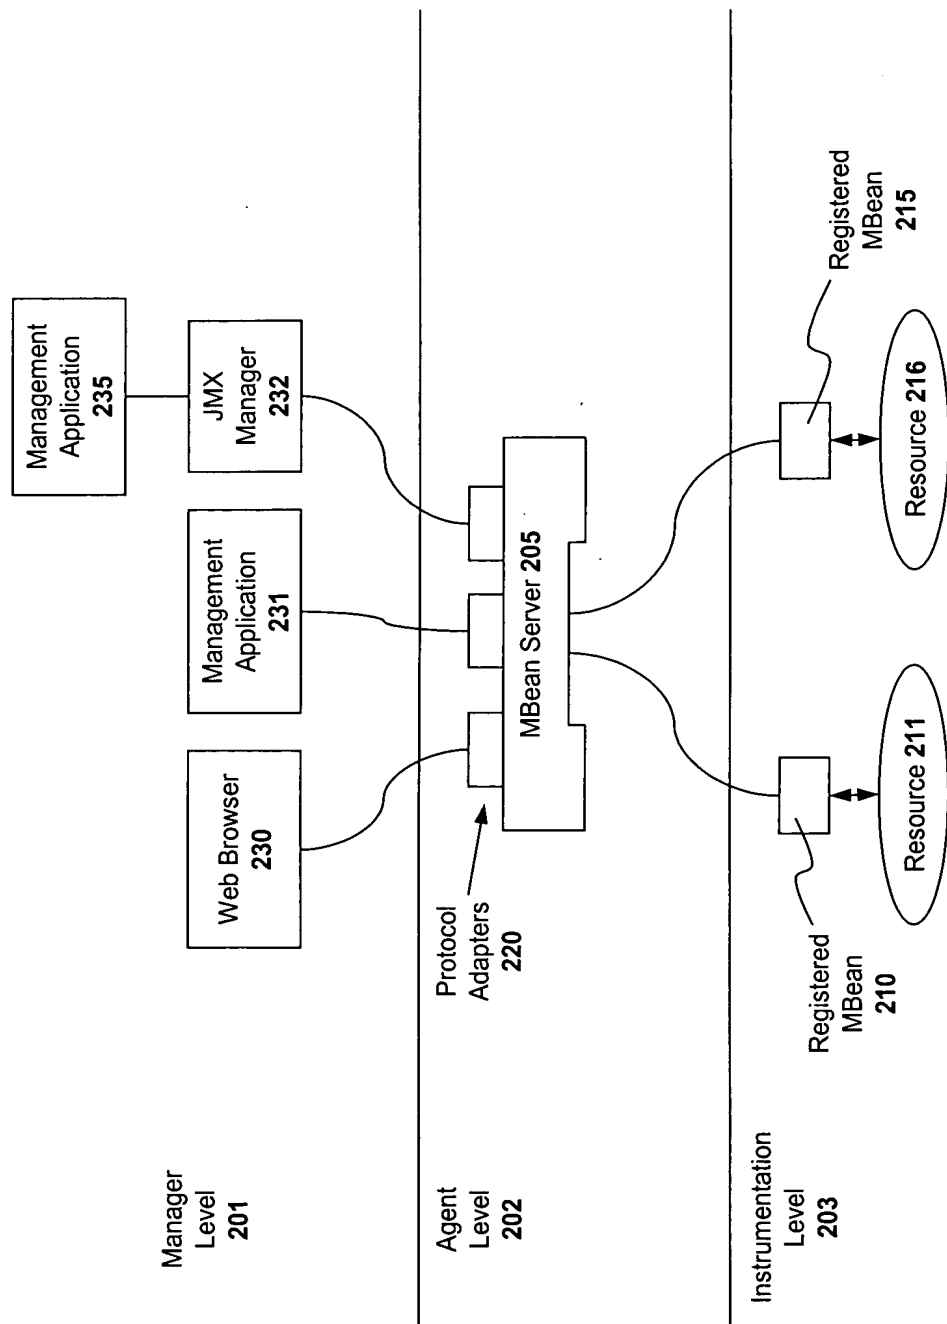 Manager
Level
201
Web Browser
230
Management
Application
231
JMX
Manager
232
Management
Application
235
Agent
Level
202
Protocol
Adapters
220
MBean Server 205
Instrumentation
Level
203
Registered
MBean
210
Resource 211
Registered
MBean
215
Resource 216